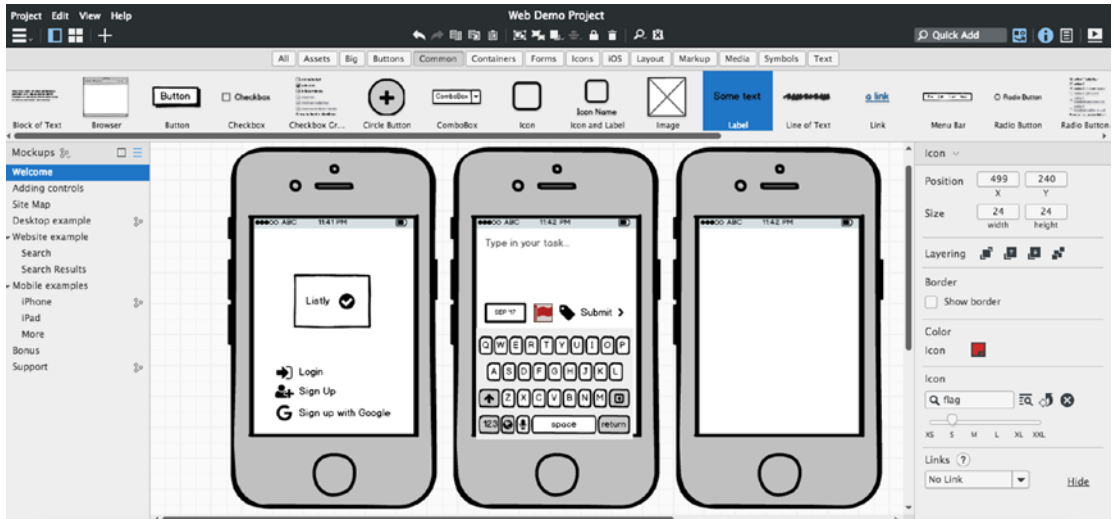 Project Edit View Help
Web Demo Project
Quick Add
All Assets Big Buttons Common Containers Forms Icons iOS Layout Markup Media Symbols Text
Button
Checkbox
ComboBox
Icon Name
Some text
a link
Radio Button
Block of Text Browser Button Checkbox Checkbox Gr... Circle Button ComboBox Icon Icon and Label Image Label Line of Text Link Menu Bar Radio Button Radio Button
Mockups
Welcome
Adding controls
Site Map
Desktop example
Website example
Search
Search Results
Mobile examples
iPhone
iPad
More
Bonus
Support
ABC 11:41 PM
Listly
Login
Sign Up
G Sign up with Google
ABC 11:42 PM
Type in your task...
SEP 17
Submit
Q W E R T Y U I O P
A S D F G H J K L
Z X C V B N M
123 space return
ABC 11:42 PM
Icon
Position 499 240
X Y
Size 24 24
width height
Layering
Border
Show border
Color
Icon
Icon
flag
XS S M L XL XXL
Links ?
No Link
Hide